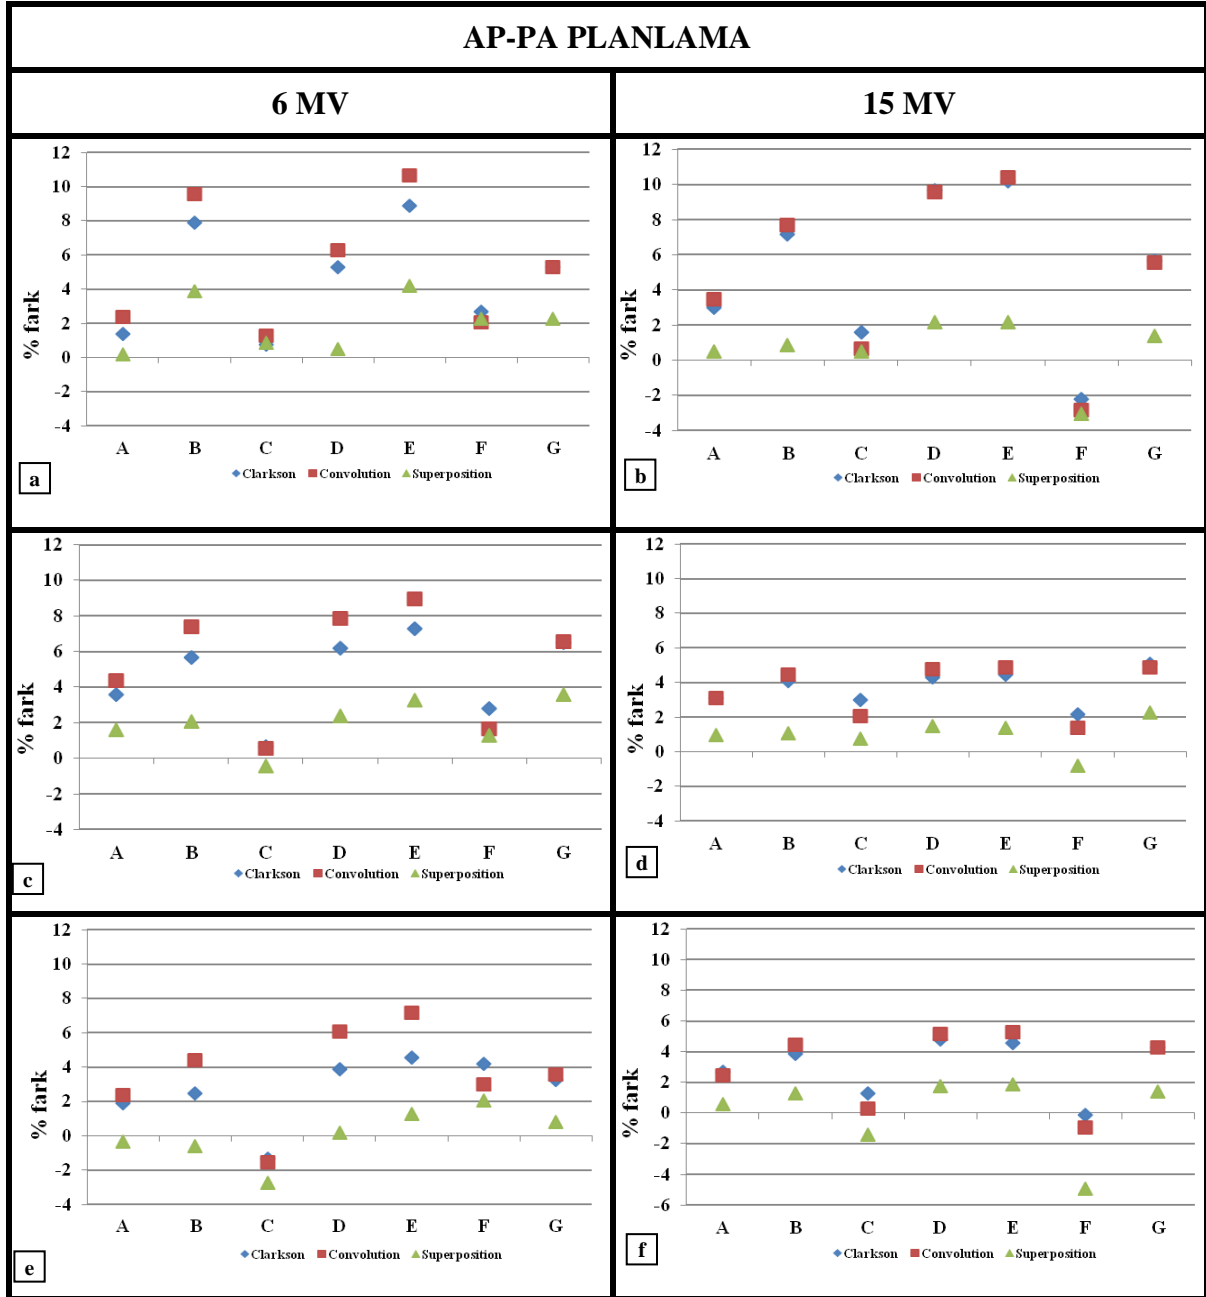 AP-PA PLANLAMA
6 MV
15 MV
12
10
8
6
4
2
0
-2
-4
% fark
A B C D E F G
Clarkson Convolution Superposition
a
12
10
8
6
4
2
0
-2
-4
% fark
A B C D E F G
Clarkson Convolution Superposition
b
12
10
8
6
4
2
0
-2
-4
% fark
A B C D E F G
Clarkson Convolution Superposition
c
12
10
8
6
4
2
0
-2
-4
% fark
A B C D E F G
Clarkson Convolution Superposition
d
12
10
8
6
4
2
0
-2
-4
% fark
A B C D E F G
Clarkson Convolution Superposition
e
12
10
8
6
4
2
0
-2
-4
-6
% fark
A B C D E F G
Clarkson Convolution Superposition
f